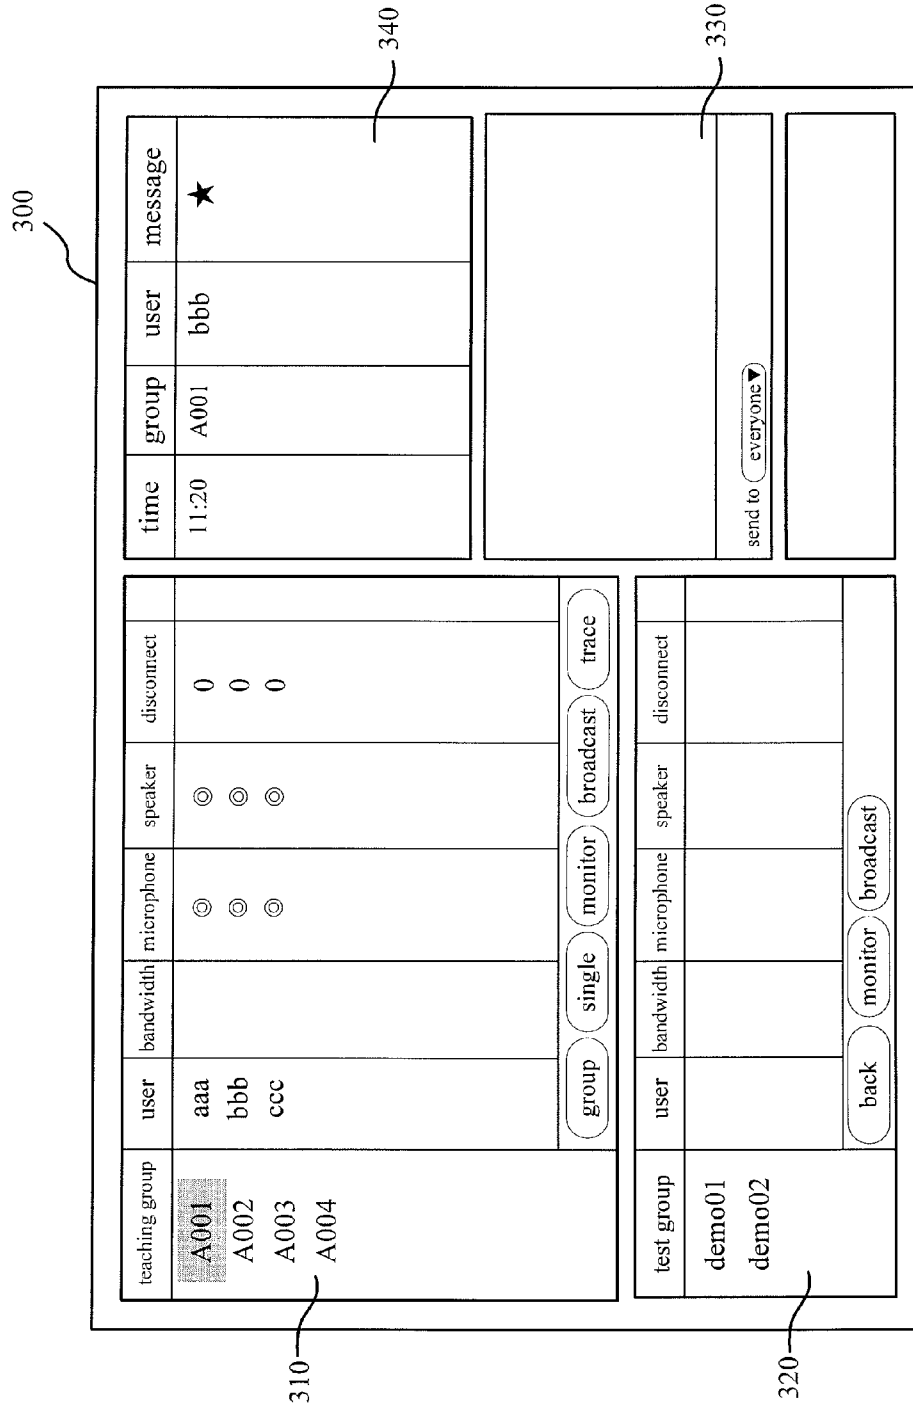 300
teaching group user bandwidth microphone speaker disconnect
A001 aaa ◎ ◎ 0
A002 bbb ◎ ◎ 0
A003 ccc ◎ ◎ 0
A004
group single monitor broadcast trace
310
test group user bandwidth microphone speaker disconnect
demo01
demo02
back monitor broadcast
320
time group user message
11:20 A001 bbb ★
340
send to everyone▼
330